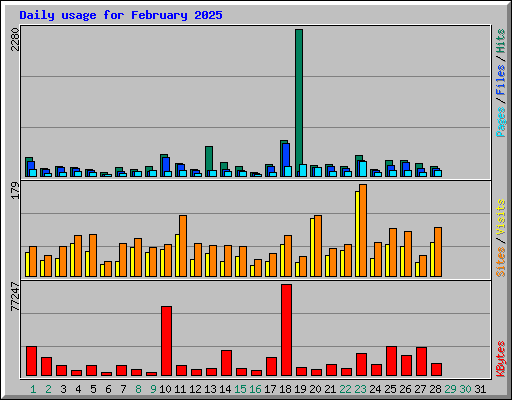 Daily usage for February 2025
2280
Pages / Files / Hits
179
Sites / Visits
77247
KBytes
1 2 3 4 5 6 7 8 9 10 11 12 13 14 15 16 17 18 19 20 21 22 23 24 25 26 27 28 29 30 31